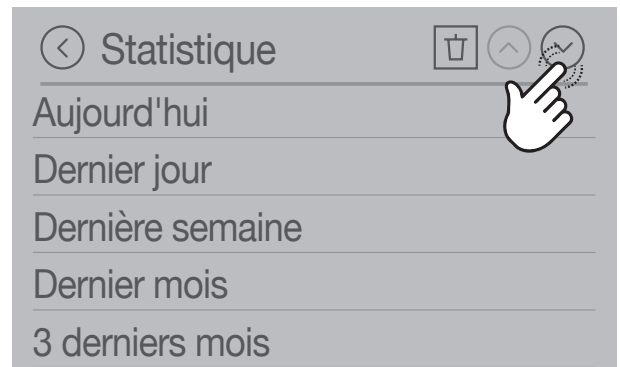 Statistique
Aujourd'hui
Dernier jour
Dernière semaine
Dernier mois
3 derniers mois